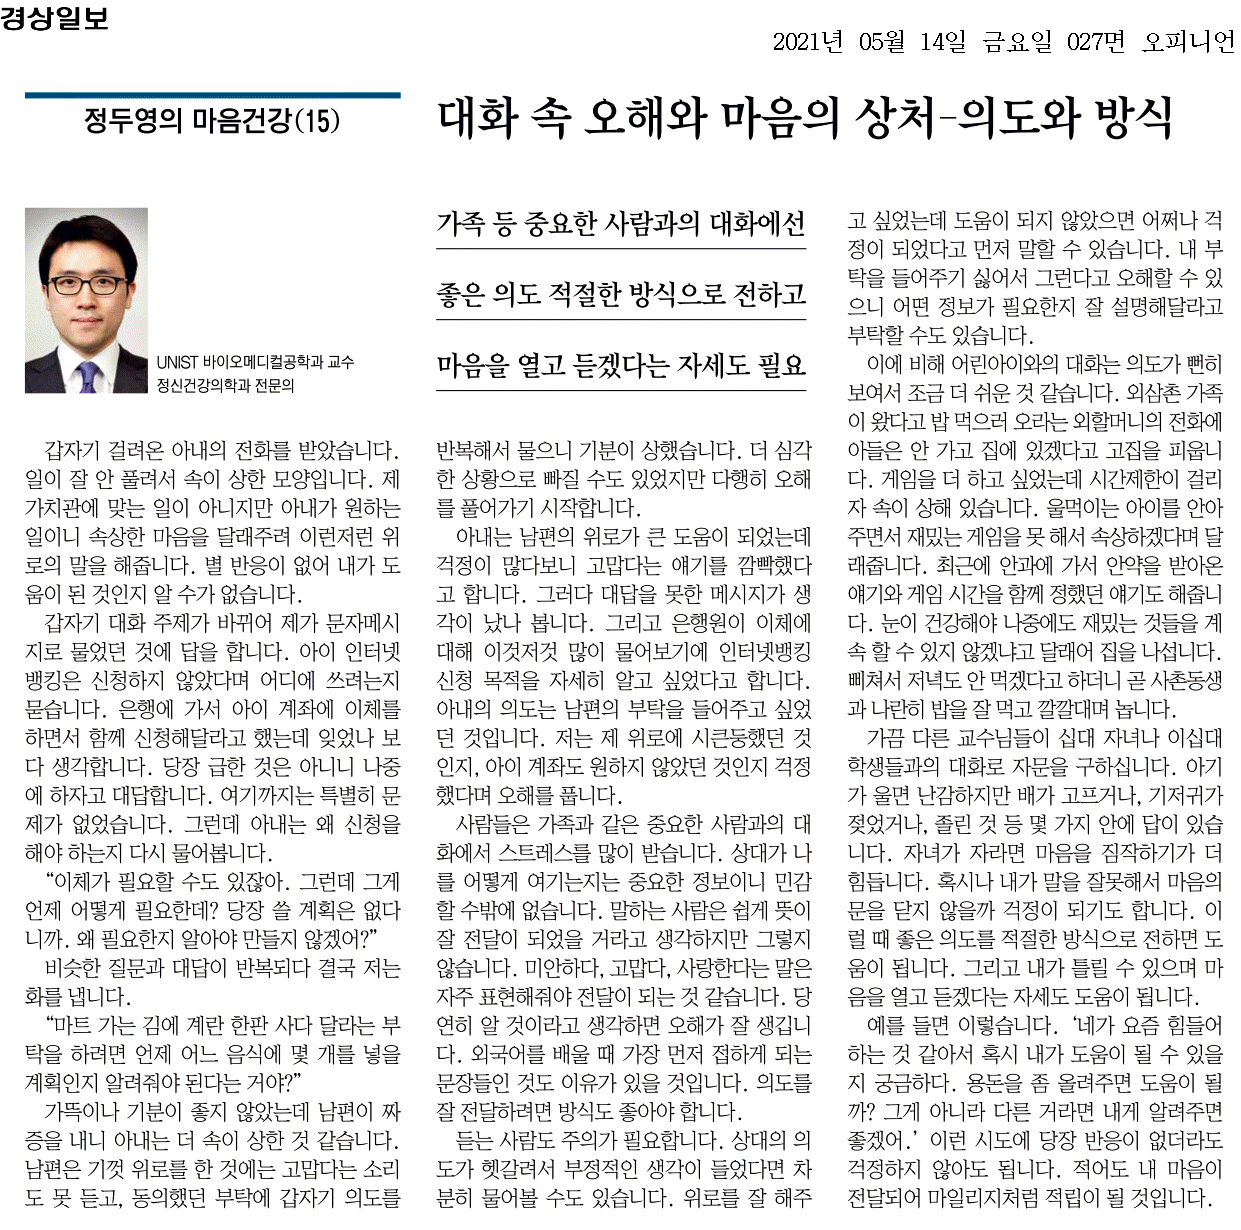 경상일보
2021년 05월 14일 금요일 027면 오피니언
정두영의 마음건강(15)
대화 속 오해와 마음의 상처-의도와 방식
UNIST 바이오메디컬공학과 교수
정신건강의학과 전문의
가족 등 중요한 사람과의 대화에선
좋은 의도 적절한 방식으로 전하고
마음을 열고 듣겠다는 자세도 필요
갑자기 걸려온 아내의 전화를 받았습니다.
일이 잘 안 풀려서 속이 상한 모양입니다. 제
가치관에 맞는 일이 아니지만 아내가 원하는
일이니 속상한 마음을 달래주려 이런저런 위
로의 말을 해줍니다. 별 반응이 없어 내가 도
움이 된 것인지 알 수가 없습니다.
갑자기 대화 주제가 바뀌어 제가 문자메시
지로 물었던 것에 답을 합니다. 아이 인터넷
뱅킹은 신청하지 않았다며 어디에 쓰려는지
묻습니다. 은행에 가서 아이 계좌에 이체를
하면서 함께 신청해달라고 했는데 잊었나 보
다 생각합니다. 당장 급한 것은 아니니 나중
에 하자고 대답합니다. 여기까지는 특별히 문
제가 없었습니다. 그런데 아내는 왜 신청을
해야 하는지 다시 물어봅니다.
“이체가 필요할 수도 있잖아. 그런데 그게
언제 어떻게 필요한데? 당장 쓸 계획은 없다
니까. 왜 필요한지 알아야 만들지 않겠어?”
비슷한 질문과 대답이 반복되다 결국 저는
화를 냅니다.
“마트 가는 김에 계란 한판 사다 달라는 부
탁을 하려면 언제 어느 음식에 몇 개를 넣을
계획인지 알려줘야 된다는 거야?”
가뜩이나 기분이 좋지 않았는데 남편이 짜
증을 내니 아내는 더 속이 상한 것 같습니다.
남편은 기껏 위로를 한 것에는 고맙다는 소리
도 못 듣고, 동의했던 부탁에 갑자기 의도를
반복해서 물으니 기분이 상했습니다. 더 심각
한 상황으로 빠질 수도 있었지만 다행히 오해
를 풀어가기 시작합니다.
아내는 남편의 위로가 큰 도움이 되었는데
걱정이 많다보니 고맙다는 얘기를 깜빡했다
고 합니다. 그러다 대답을 못한 메시지가 생
각이 났나 봅니다. 그리고 은행원이 이체에
대해 이것저것 많이 물어보기에 인터넷뱅킹
신청 목적을 자세히 알고 싶었다고 합니다.
아내의 의도는 남편의 부탁을 들어주고 싶었
던 것입니다. 저는 제 위로에 시큰둥했던 것
인지, 아이 계좌도 원하지 않았던 것인지 걱정
했다며 오해를 풉니다.
사람들은 가족과 같은 중요한 사람과의 대
화에서 스트레스를 많이 받습니다. 상대가 나
를 어떻게 여기는지는 중요한 정보이니 민감
할 수밖에 없습니다. 말하는 사람은 쉽게 뜻이
잘 전달이 되었을 거라고 생각하지만 그렇지
않습니다. 미안하다, 고맙다, 사랑한다는 말은
자주 표현해줘야 전달이 되는 것 같습니다. 당
연히 알 것이라고 생각하면 오해가 잘 생깁니
다. 외국어를 배울 때 가장 먼저 접하게 되는
문장들인 것도 이유가 있을 것입니다. 의도를
잘 전달하려면 방식도 좋아야 합니다.
듣는 사람도 주의가 필요합니다. 상대의 의
도가 헷갈려서 부정적인 생각이 들었다면 차
분히 물어볼 수도 있습니다. 위로를 잘 해주
고 싶었는데 도움이 되지 않았으면 어쩌나 걱
정이 되었다고 먼저 말할 수 있습니다. 내 부
탁을 들어주기 싫어서 그런다고 오해할 수 있
으니 어떤 정보가 필요한지 잘 설명해달라고
부탁할 수도 있습니다.
이에 비해 어린아이와의 대화는 의도가 뻔히
보여서 조금 더 쉬운 것 같습니다. 외삼촌 가족
이 왔다고 밥 먹으러 오라는 외할머니의 전화에
아들은 안 가고 집에 있겠다고 고집을 피웁니
다. 게임을 더 하고 싶었는데 시간제한이 걸리
자 속이 상해 있습니다. 울먹이는 아이를 안아
주면서 재밌는 게임을 못 해서 속상하겠다며 달
래줍니다. 최근에 안과에 가서 안약을 받아온
얘기와 게임 시간을 함께 정했던 얘기도 해줍니
다. 눈이 건강해야 나중에도 재밌는 것들을 계
속 할 수 있지 않겠냐고 달래어 집을 나섭니다.
삐쳐서 저녁도 안 먹겠다고 하더니 곧 사촌동생
과 나란히 밥을 잘 먹고 깔깔대며 놉니다.
가끔 다른 교수님들이 십대 자녀나 이십대
학생들과의 대화로 자문을 구하십니다. 아기
가 울면 난감하지만 배가 고프거나, 기저귀가
젖었거나, 졸린 것 등 몇 가지 안에 답이 있습
니다. 자녀가 자라면 마음을 짐작하기가 더
힘듭니다. 혹시나 내가 말을 잘못해서 마음의
문을 닫지 않을까 걱정이 되기도 합니다. 이
럴 때 좋은 의도를 적절한 방식으로 전하면 도
움이 됩니다. 그리고 내가 틀릴 수 있으며 마
음을 열고 듣겠다는 자세도 도움이 됩니다.
예를 들면 이렇습니다. ‘네가 요즘 힘들어
하는 것 같아서 혹시 내가 도움이 될 수 있을
지 궁금하다. 용돈을 좀 올려주면 도움이 될
까? 그게 아니라 다른 거라면 내게 알려주면
좋겠어.’ 이런 시도에 당장 반응이 없더라도
걱정하지 않아도 됩니다. 적어도 내 마음이
전달되어 마일리지처럼 적립이 될 것입니다.